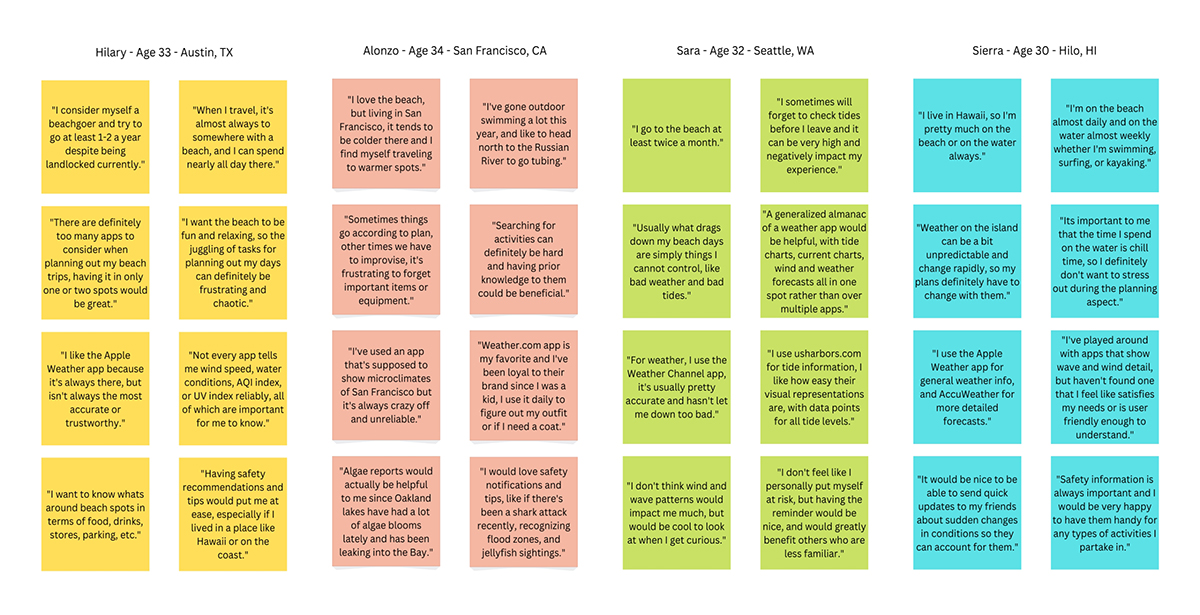 Hilary - Age 33 - Austin, TX
"I consider myself a
beachgoer and try to
go at least 1-2 a year
despite being
landlocked currently."
"When I travel, it's
almost always to
somewhere with a
beach, and I can spend
nearly all day there."
"There are definitely
too many apps to
consider when
planning out my beach
trips, having it in only
one or two spots would
be great."
"I want the beach to be
fun and relaxing, so the
juggling of tasks for
planning out my days
can definitely be
frustrating and
chaotic."
"I like the Apple
Weather app because
it's always there, but
isn't always the most
accurate or
trustworthy."
"Not every app tells
me wind speed, water
conditions, AQI index,
or UV index reliably, all
of which are important
for me to know."
"I want to know whats
around beach spots in
terms of food, drinks,
stores, parking, etc."
"Having safety
recommendations and
tips would put me at
ease, especially if I
lived in a place like
Hawaii or on the
coast."
Alonzo - Age 34 - San Francisco, CA
"I love the beach,
but living in San
Francisco, it tends to
be colder there and I
find myself traveling
to warmer spots."
"I've gone outdoor
swimming a lot this
year, and like to head
north to the Russian
River to go tubing."
"Sometimes things
go according to plan,
other times we have
to improvise, it's
frustrating to forget
important items or
equipment."
"Searching for
activities can
definitely be hard
and having prior
knowledge to them
could be beneficial."
"I've used an app
that's supposed to
show microclimates
of San Francisco but
it's always crazy off
and unreliable."
"Weather.com app is
my favorite and I've
been loyal to their
brand since I was a
kid, I use it daily to
figure out my outfit
or if I need a coat."
"Algae reports would
actually be helpful
to me since Oakland
lakes have had a lot
of algae blooms
lately and has been
leaking into the Bay."
"I would love safety
notifications and
tips, like if there's
been a shark attack
recently, recognizing
flood zones, and
jellyfish sightings."
Sara - Age 32 - Seattle, WA
"I go to the beach at
least twice a month."
"I sometimes will
forget to check tides
before I leave and it
can be very high and
negatively impact my
experience."
"Usually what drags
down my beach days
are simply things I
cannot control, like
bad weather and bad
tides."
"A generalized almanac
of a weather app would
be helpful, with tide
charts, current charts,
wind and weather
forecasts all in one
spot rather than over
multiple apps."
"For weather, I use the
Weather Channel app,
it's usually pretty
accurate and hasn't let
me down too bad."
"I use usharbors.com
for tide information, I
like how easy their
visual representations
are, with data points
for all tide levels."
"I don't think wind and
wave patterns would
impact me much, but
would be cool to look
at when I get curious."
"I don't feel like I
personally put myself
at risk, but having the
reminder would be
nice, and would greatly
benefit others who are
less familiar."
Sierra - Age 30 - Hilo, HI
"I live in Hawaii, so I'm
pretty much on the
beach or on the water
always."
"I'm on the beach
almost daily and on the
water almost weekly
whether I'm swimming,
surfing, or kayaking."
"Weather on the island
can be a bit
unpredictable and
change rapidly, so my
plans definitely have to
change with them."
"Its important to me
that the time I spend
on the water is chill
time, so I definitely
don't want to stress
out during the planning
aspect."
"I use the Apple
Weather app for
general weather info,
and AccuWeather for
more detailed
forecasts."
"I've played around
with apps that show
wave and wind detail,
but haven't found one
that I feel like satisfies
my needs or is user
friendly enough to
understand."
"It would be nice to be
able to send quick
updates to my friends
about sudden changes
in conditions so they
can account for them."
"Safety information is
always important and I
would be very happy
to have them handy for
any types of activities I
partake in."